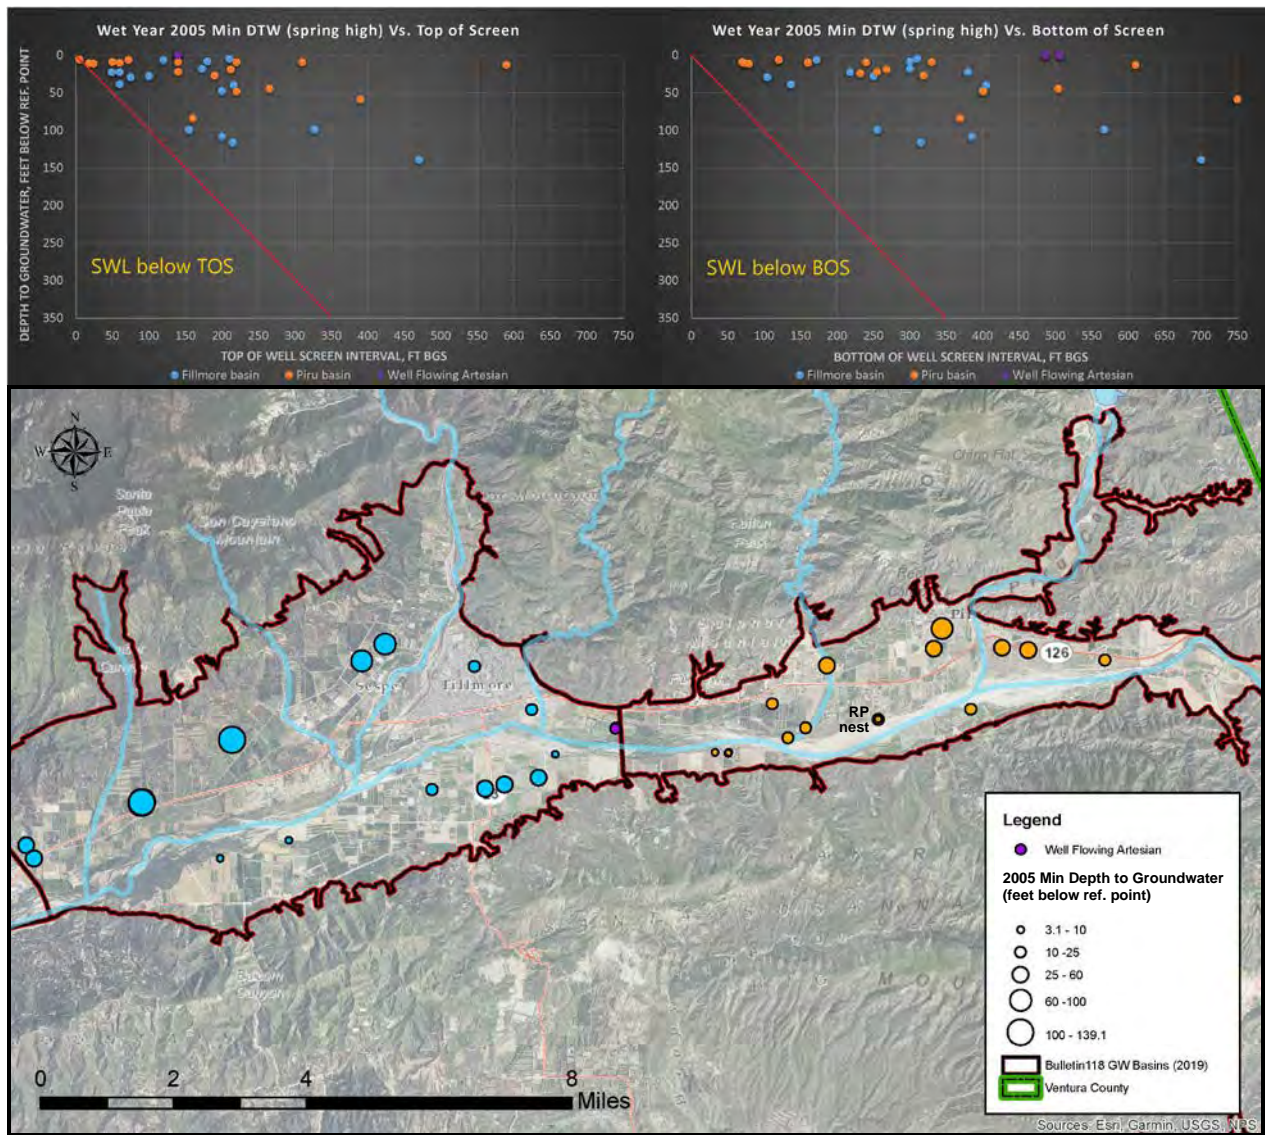 Wet Year 2005 Min DTW (spring high) Vs. Top of Screen
DEPTH TO GROUNDWATER, FEET BELOW REF. POINT
0
50
100
150
200
250
300
350
SWL below TOS
0 50 100 150 200 250 300 350 400 450 500 550 600 650 700 750
TOP OF WELL SCREEN INTERVAL, FT BGS
Fillmore basin Piru basin Well Flowing Artesian
Wet Year 2005 Min DTW (spring high) Vs. Bottom of Screen
0
50
100
150
200
250
300
350
SWL below BOS
0 50 100 150 200 250 300 350 400 450 500 550 600 650 700 750
BOTTOM OF WELL SCREEN INTERVAL, FT BGS
Fillmore basin Piru basin Well Flowing Artesian
N
W E
S
Santa
Paula
Peak
San Cayetano
Mountain
Chino Flat
Canyon
Sespe
Fillmore
126
RP
nest
Canyon
Legend
Well Flowing Artesian
2005 Min Depth to Groundwater
(feet below ref. point)
3.1 - 10
10 -25
25 - 60
60 -100
100 - 139.1
Bulletin118 GW Basins (2019)
Ventura County
0 2 4 8
Miles
Sources: Esri, Garmin, USGS, NPS